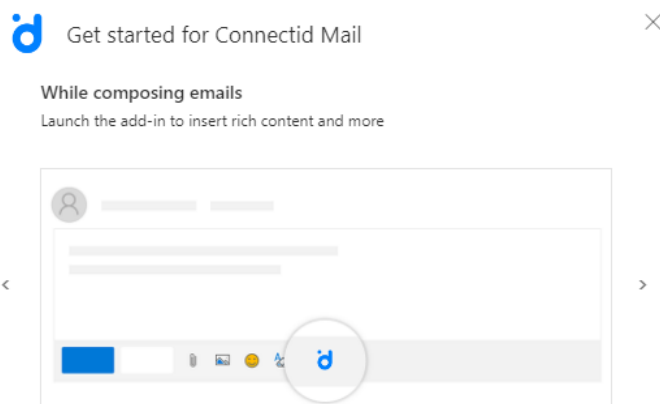 Get started for Connectid Mail
While composing emails
Launch the add-in to insert rich content and more